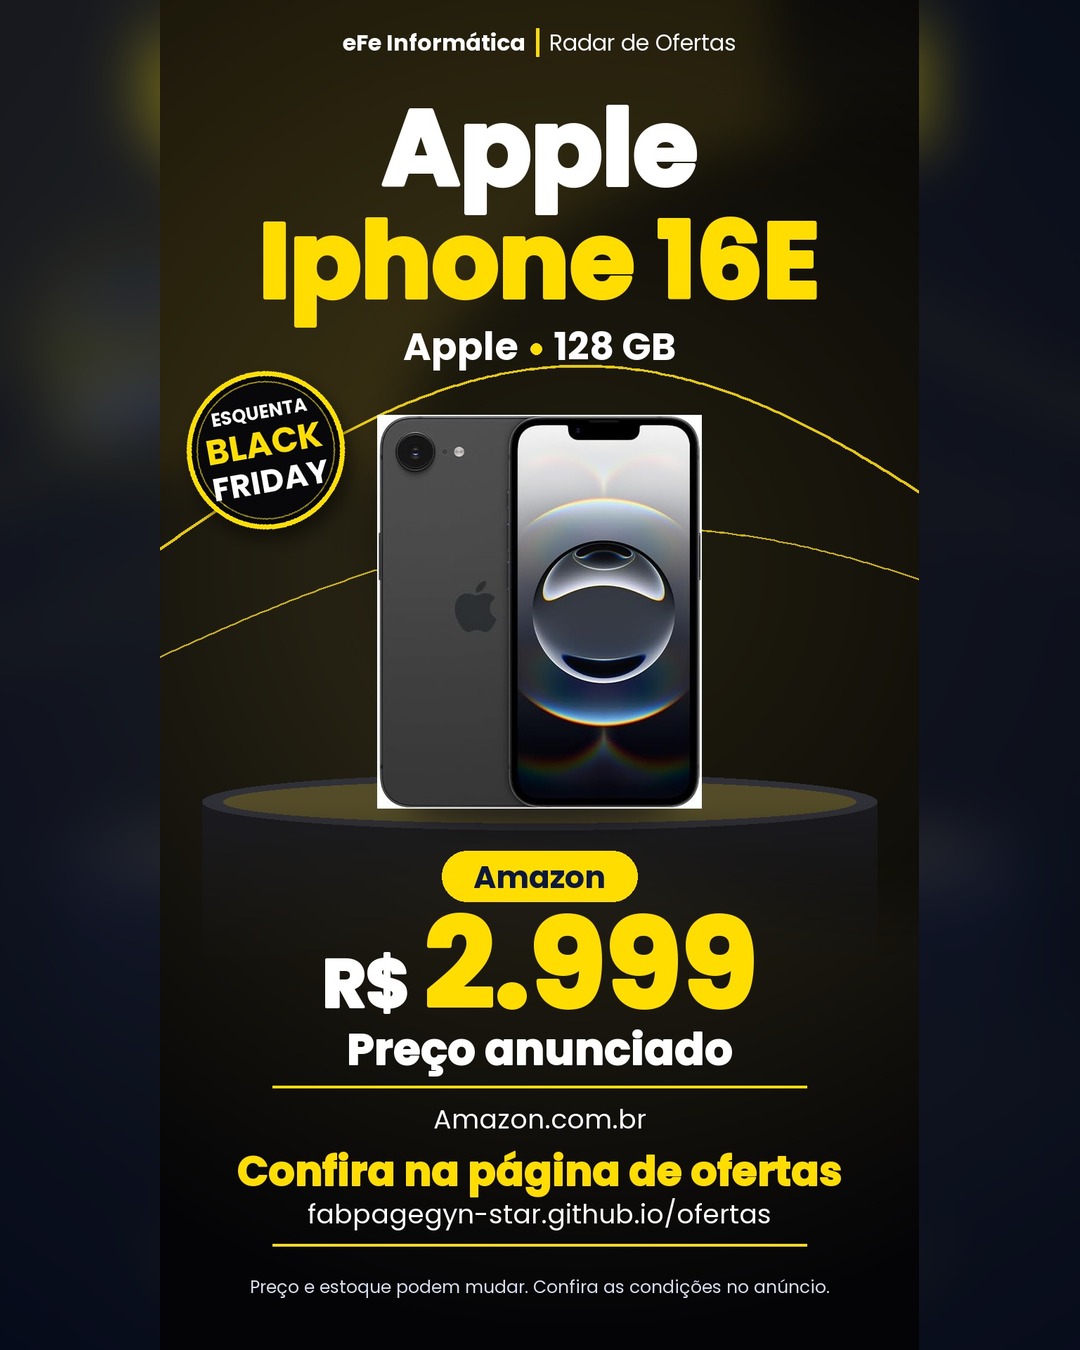 eFe Informática | Radar de Ofertas
Apple
Iphone 16E
Apple • 128 GB
ESQUENTA
BLACK
FRIDAY
Amazon
R$ 2.999
Preço anunciado
Amazon.com.br
Confira na página de ofertas
fabpagegyn-star.github.io/ofertas
Preço e estoque podem mudar. Confira as condições no anúncio.